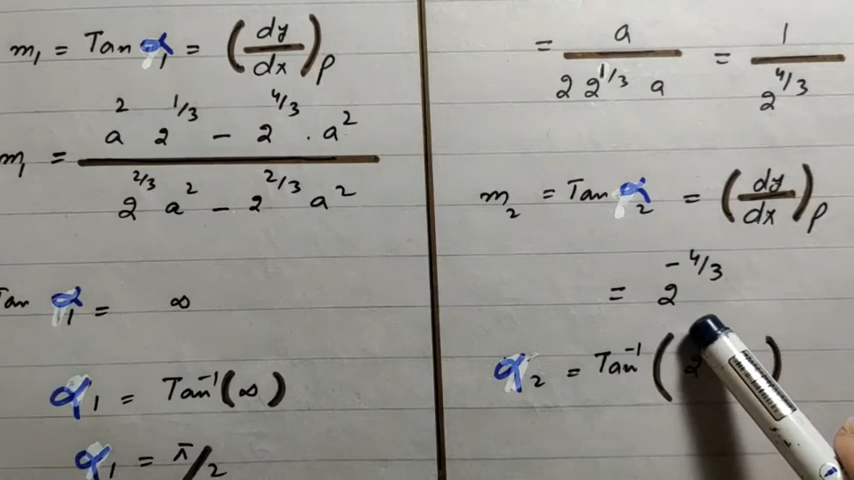 m₁ = Tan α₁ = (dy/dx)ₚ
m₁ = (a² 2^(1/3) − 2^(4/3) . a²) / (2^(2/3) a² − 2^(2/3) a²)
Tan α₁ = ∞
α₁ = Tan⁻¹(∞)
α₁ = π/2
= a / (2 2^(1/3) a) = 1 / 2^(4/3)
m₂ = Tan α₂ = (dy/dx)ₚ
= 2^(−4/3)
α₂ = Tan⁻¹ (2 )